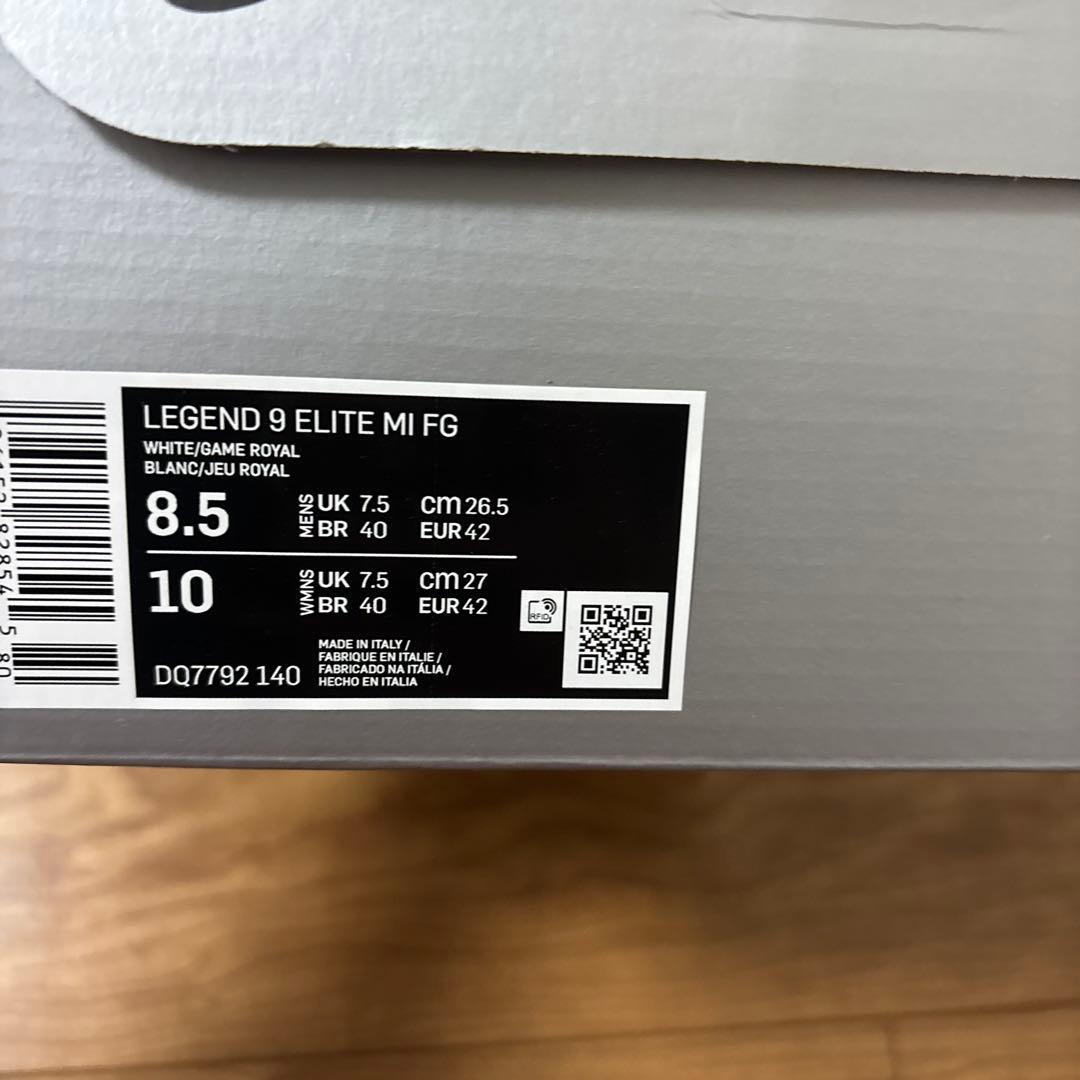 LEGEND 9 ELITE MI FG
WHITE/GAME ROYAL
BLANC/JEU ROYAL
8.5 MENS UK 7.5 cm 26.5
BR 40 EUR 42
10 WMNS UK 7.5 cm 27
BR 40 EUR 42
RFID
MADE IN ITALY /
FABRIQUE EN ITALIE /
FABRICADO NA ITÁLIA /
HECHO EN ITALIA
DQ7792 140